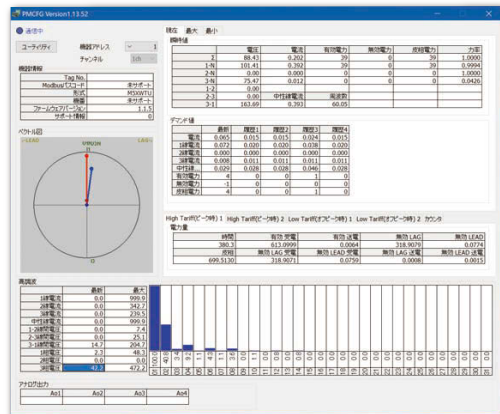 PMCFG Version1.13.52
通信中
ユーティリティ 機器アドレス 1
チャンネル 1ch
機器情報
Tag No.
Modbusパスコード 未サポート
形式 M5XWTU
機番 未サポート
ファームウェアバージョン 1.1.5
サポート情報 0
現在 最大 最小
瞬時値
電圧 電流 有効電力 無効電力 皮相電力 力率
Σ 88.43 0.202 39 0 39 1.0000
1-N 101.41 0.392 39 0 39 0.9994
2-N 0.00 0.000 0 0 0 1.0000
3-N 75.47 0.012 0 0 0 0.0426
1-2 0.00
2-3 0.00 中性線電流 周波数
3-1 163.69 0.393 60.05
デマンド値
最新 履歴1 履歴2 履歴3 履歴4
電流 0.065 0.015 0.015 0.024 0.015
1線電流 0.072 0.020 0.020 0.038 0.020
2線電流 0.000 0.000 0.000 0.000 0.000
3線電流 0.008 0.011 0.011 0.011 0.011
中性線... 0.029 0.028 0.028 0.046 0.028
有効電力 4 0 0 1 0
無効電力 -1 0 0 0 0
皮相電力 4 0 0 1 0
ベクトル図
High Tariff(ピーク時) 1 High Tariff(ピーク時) 2 Low Tariff(オフピーク時) 1 Low Tariff(オフピーク時) 2 カウンタ
電力量
時間 有効 受電 有効 送電 無効 LAG 無効 LEAD
380.3 613.0999 0.0064 318.9079 0.0774
皮相 無効 LAG 受電 無効 LEAD 受電 無効 LAG 送電 無効 LEAD 送電
699.5130 318.9071 0.0759 0.0008 0.0015
高調波
最新 最大
1線電流 0.0 999.9
2線電流 0.0 342.7
3線電流 0.0 239.5
中性線電流 0.0 999.9
1-2線間電圧 0.0 7.4
2-3線間電圧 0.0 25.1
3-1線間電圧 14.7 204.7
1相電圧 2.3 48.3
2相電圧 0.0 0.0
3相電圧 42.2 472.2
アナログ出力
Ao1 Ao2 Ao3 Ao4